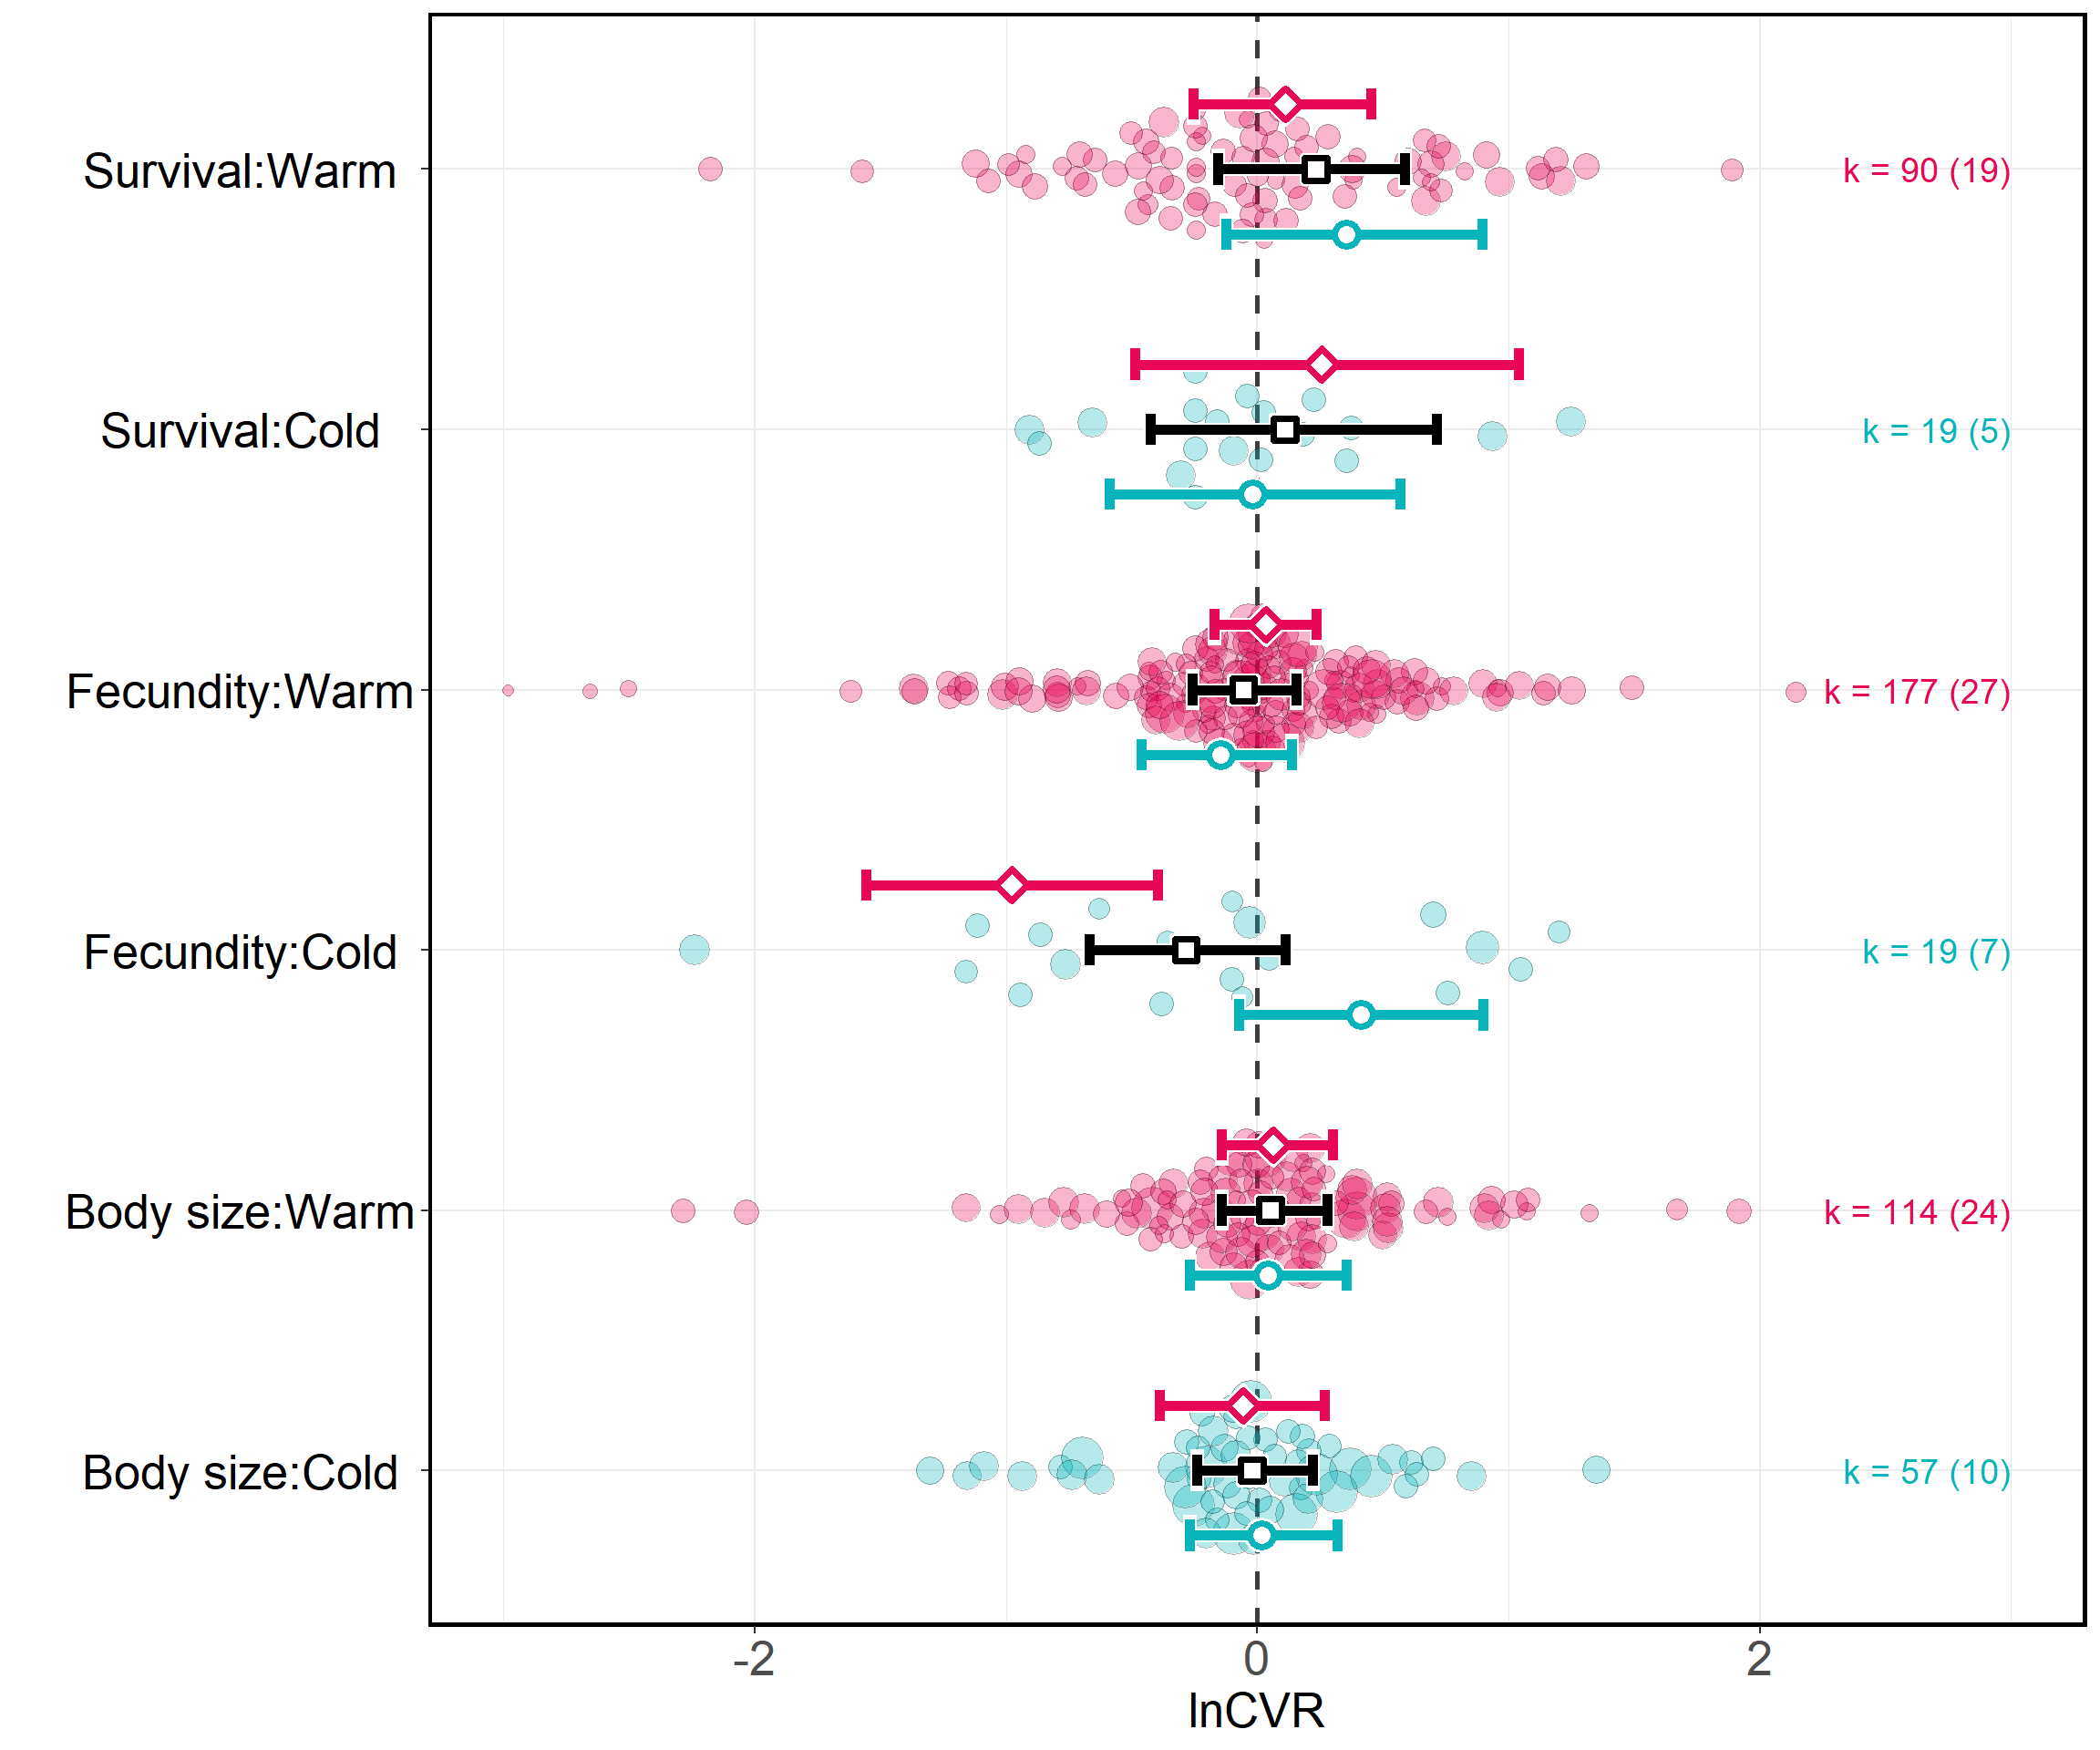 Survival:Warm
k = 90 (19)
Survival:Cold
k = 19 (5)
Fecundity:Warm
k = 177 (27)
Fecundity:Cold
k = 19 (7)
Body size:Warm
k = 114 (24)
Body size:Cold
k = 57 (10)
-2 0 2
lnCVR